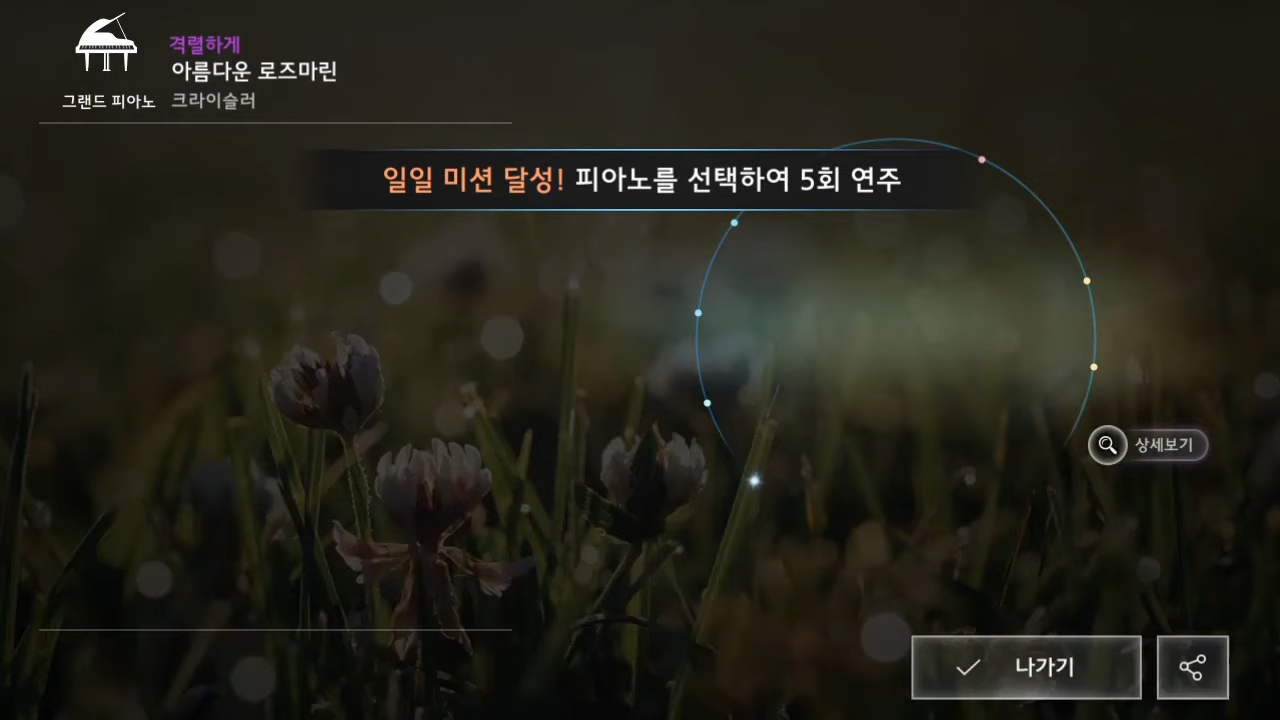 격렬하게
아름다운 로즈마린
그랜드 피아노
크라이슬러
일일 미션 달성! 피아노를 선택하여 5회 연주
상세보기
나가기